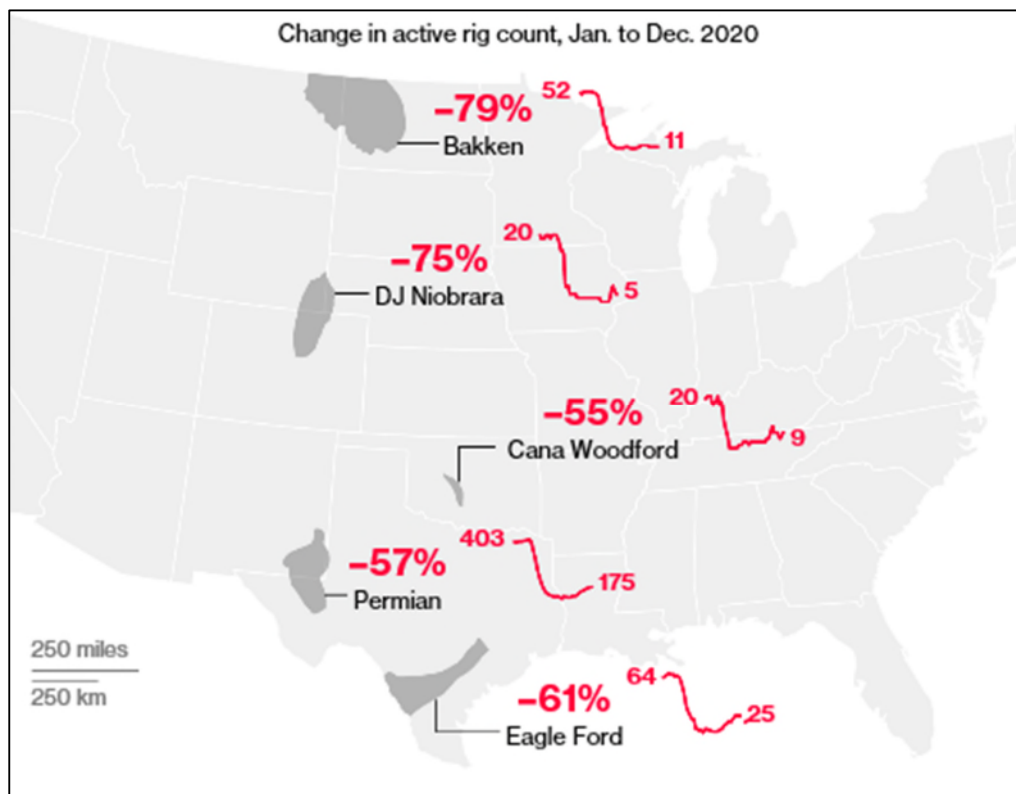 Change in active rig count, Jan. to Dec. 2020
52
–79%
11
Bakken
20
–75%
5
DJ Niobrara
20
–55%
9
Cana Woodford
403
–57%
175
Permian
250 miles
250 km
64
–61%
25
Eagle Ford